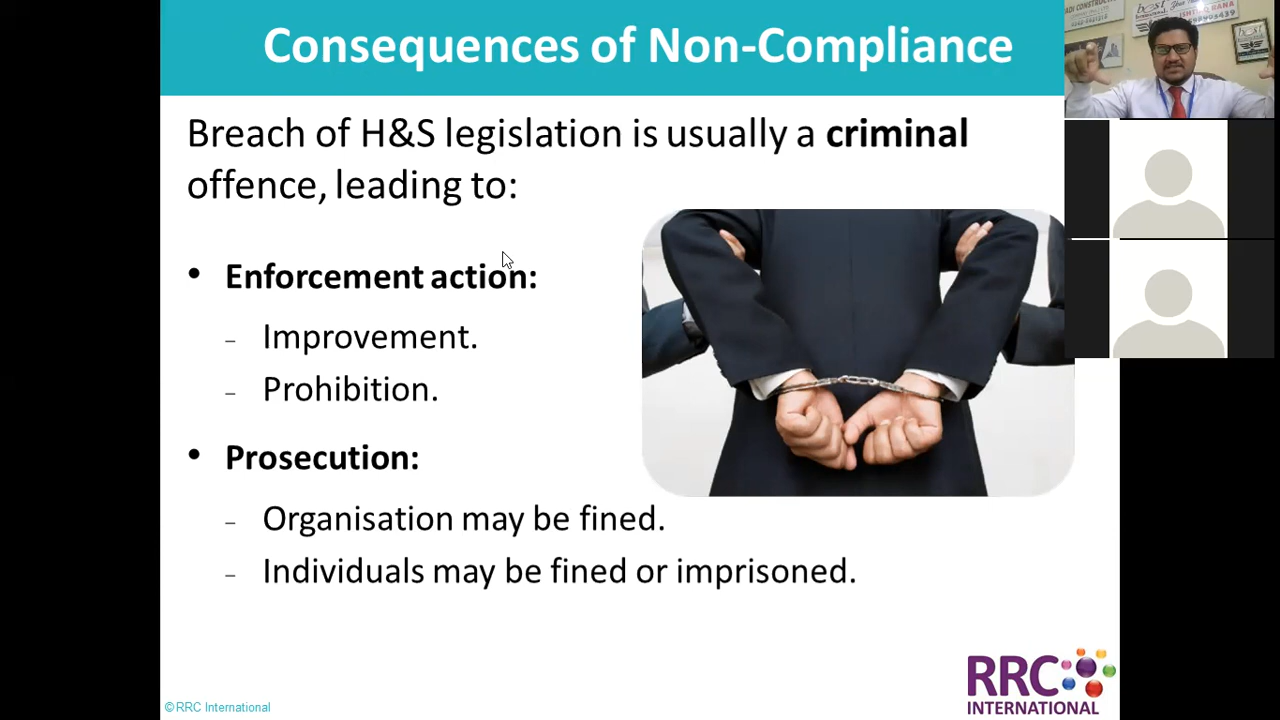 Consequences of Non-Compliance
Breach of H&S legislation is usually a criminal
offence, leading to:
• Enforcement action:
– Improvement.
– Prohibition.
• Prosecution:
– Organisation may be fined.
– Individuals may be fined or imprisoned.
©RRC International
RRC
INTERNATIONAL